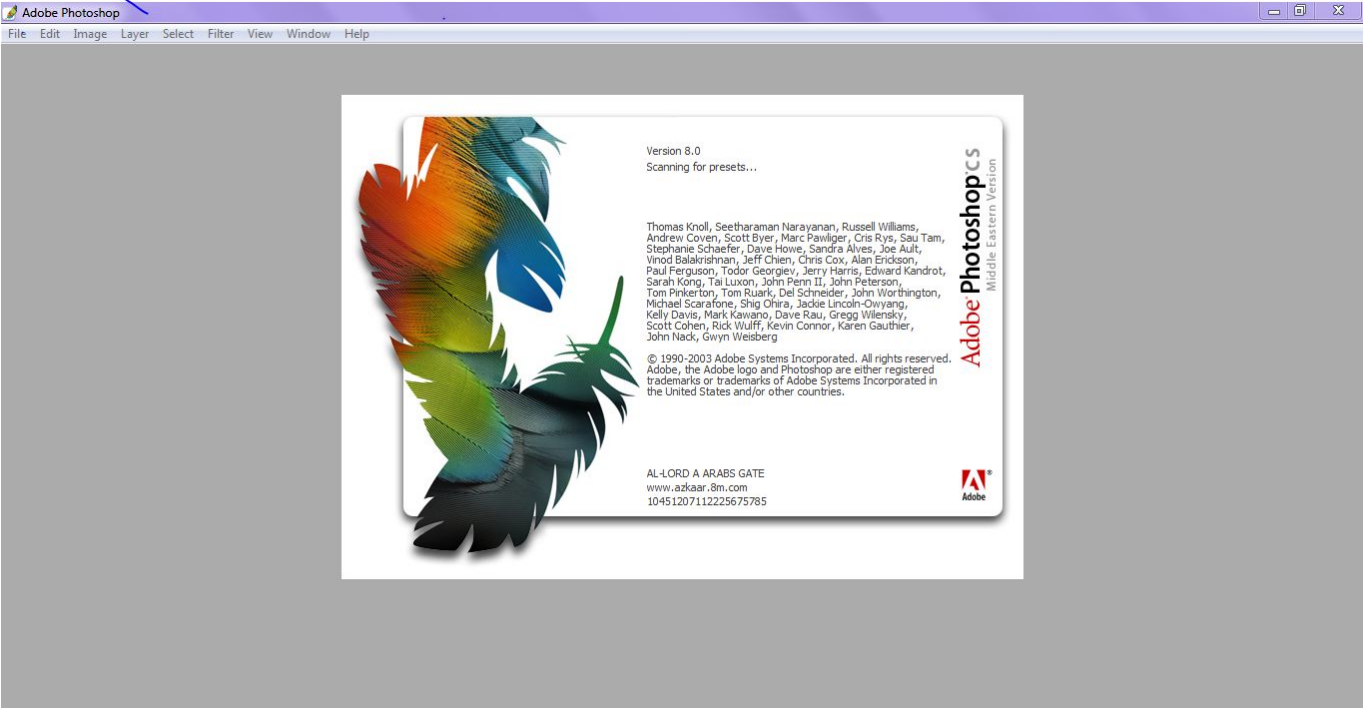 Adobe Photoshop
File Edit Image Layer Select Filter View Window Help
Version 8.0
Scanning for presets...
Thomas Knoll, Seetharaman Narayanan, Russell Williams,
Andrew Coven, Scott Byer, Marc Pawliger, Cris Rys, Sau Tam,
Stephanie Schaefer, Dave Howe, Sandra Alves, Joe Ault,
Vinod Balakrishnan, Jeff Chien, Chris Cox, Alan Erickson,
Paul Ferguson, Todor Georgiev, Jerry Harris, Edward Kandrot,
Sarah Kong, Tai Luxon, John Penn II, John Peterson,
Tom Pinkerton, Tom Ruark, Del Schneider, John Worthington,
Michael Scarafone, Shig Ohira, Jackie Lincoln-Owyang,
Kelly Davis, Mark Kawano, Dave Rau, Gregg Wilensky,
Scott Cohen, Rick Wulff, Kevin Connor, Karen Gauthier,
John Nack, Gwyn Weisberg
© 1990-2003 Adobe Systems Incorporated. All rights reserved.
Adobe, the Adobe logo and Photoshop are either registered
trademarks or trademarks of Adobe Systems Incorporated in
the United States and/or other countries.
AL-LORD A ARABS GATE
www.azkaar.8m.com
10451207112225675785
Adobe® Photoshop® CS
Middle Eastern Version
Adobe®